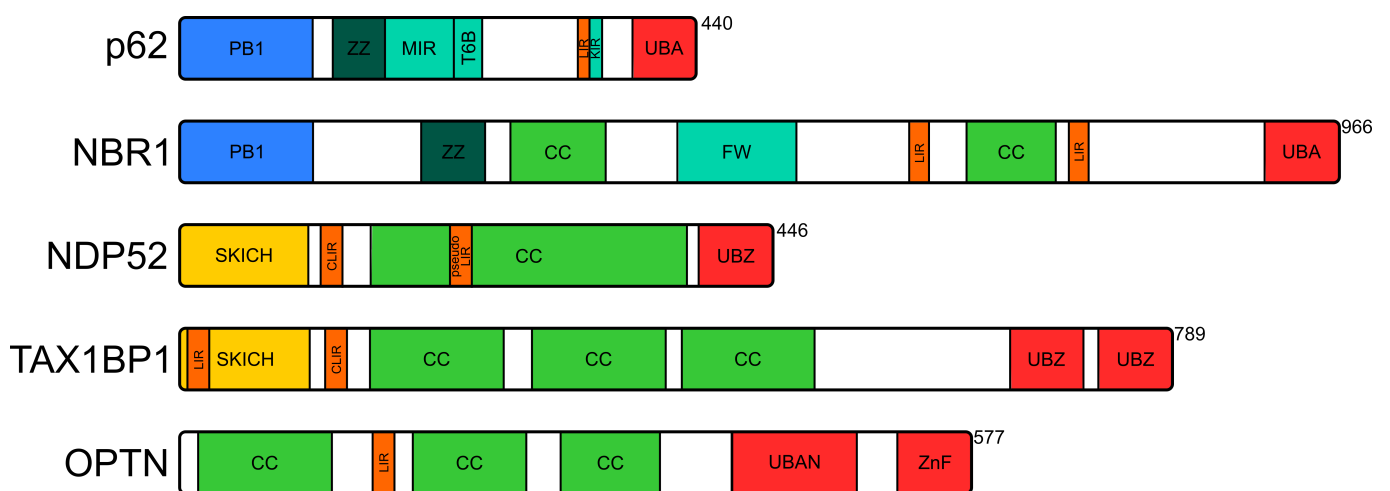 p62 PB1 ZZ MIR T6B LIR KIR UBA 440
NBR1 PB1 ZZ CC FW LIR CC LIR UBA 966
NDP52 SKICH CLIR pseudo LIR CC UBZ 446
TAX1BP1 LIR SKICH CLIR CC CC CC UBZ UBZ 789
OPTN CC LIR CC CC UBAN ZnF 577